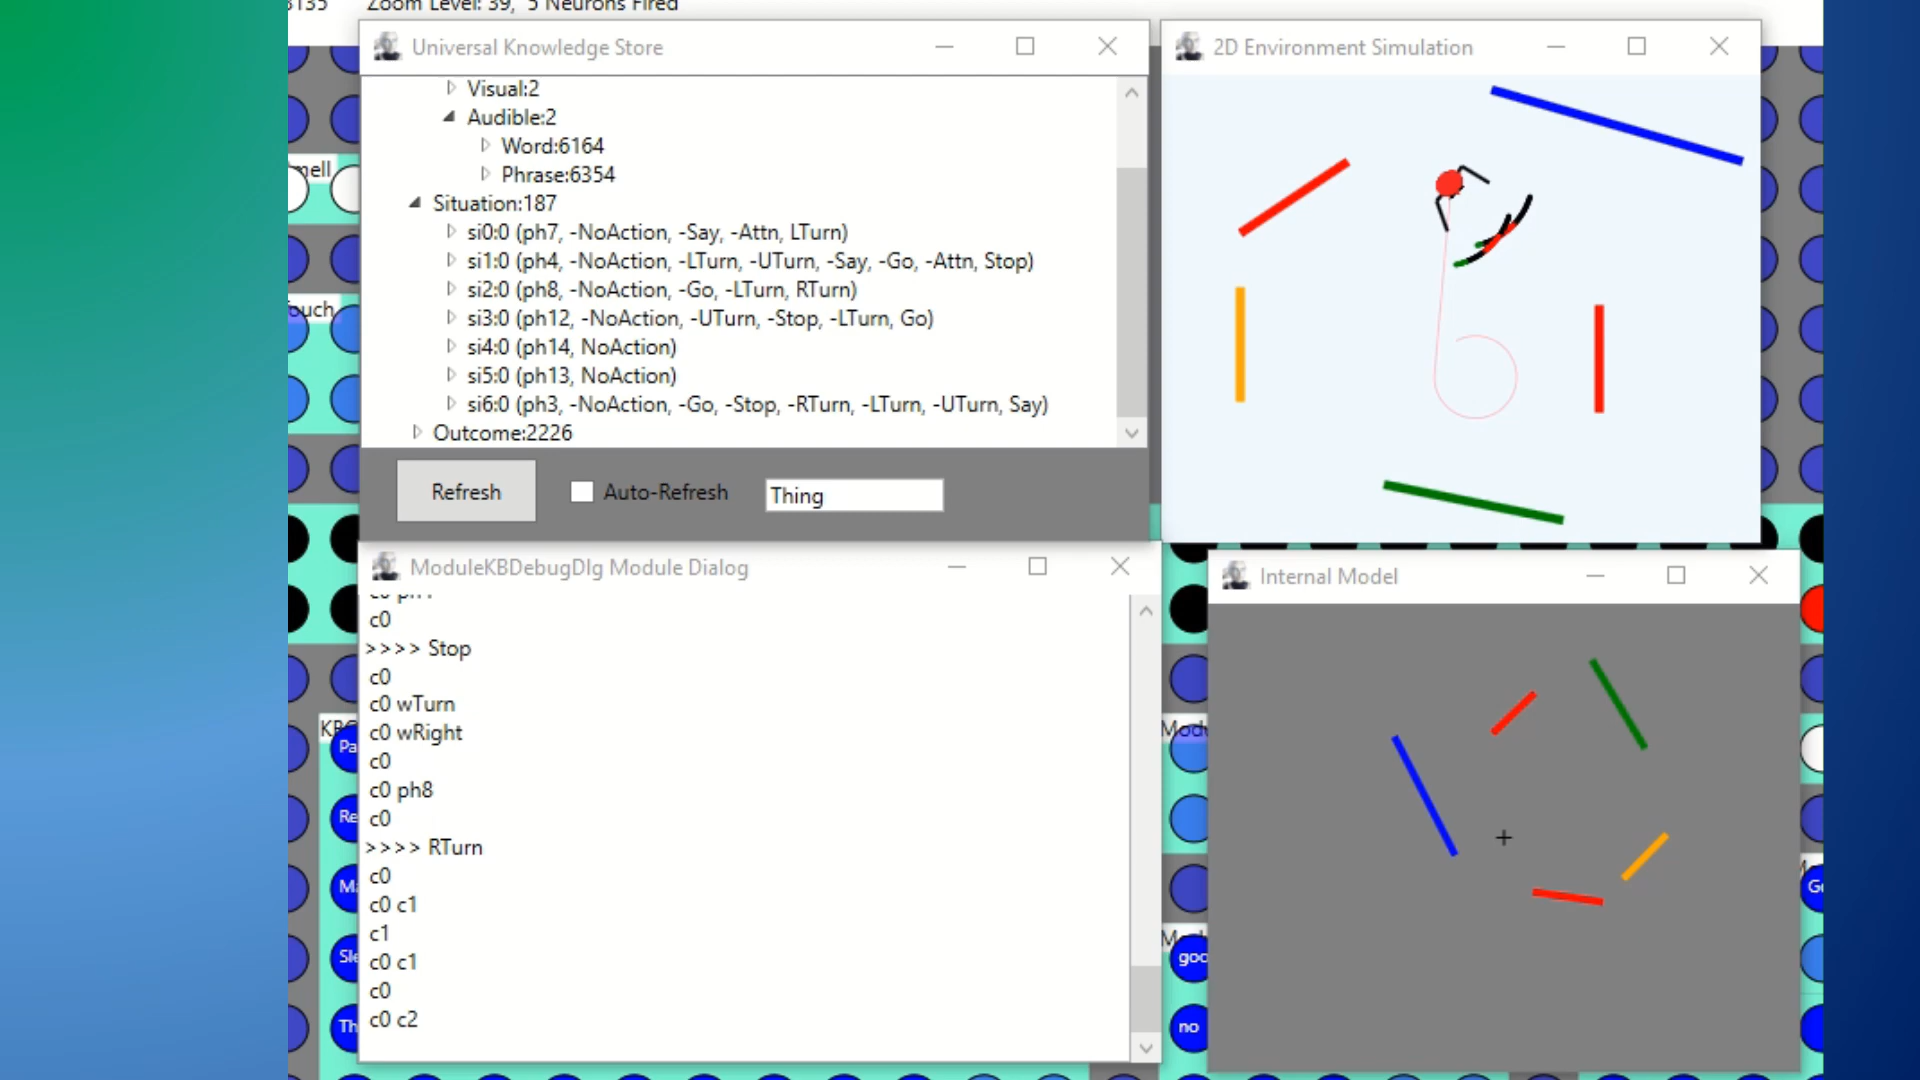 Zoom Level: 39, 5 Neurons Fired
Universal Knowledge Store
Visual:2
Audible:2
Word:6164
Phrase:6354
Situation:187
si0:0 (ph7, -NoAction, -Say, -Attn, LTurn)
si1:0 (ph4, -NoAction, -LTurn, -UTurn, -Say, -Go, -Attn, Stop)
si2:0 (ph8, -NoAction, -Go, -LTurn, RTurn)
si3:0 (ph12, -NoAction, -UTurn, -Stop, -LTurn, Go)
si4:0 (ph14, NoAction)
si5:0 (ph13, NoAction)
si6:0 (ph3, -NoAction, -Go, -Stop, -RTurn, -LTurn, -UTurn, Say)
Outcome:2226
Refresh
Auto-Refresh
Thing
2D Environment Simulation
ModuleKBDebugDlg Module Dialog
c0
>>>> Stop
c0
c0 wTurn
c0 wRight
c0
c0 ph8
c0
>>>> RTurn
c0
c0 c1
c1
c0 c1
c0
c0 c2
Internal Model
no